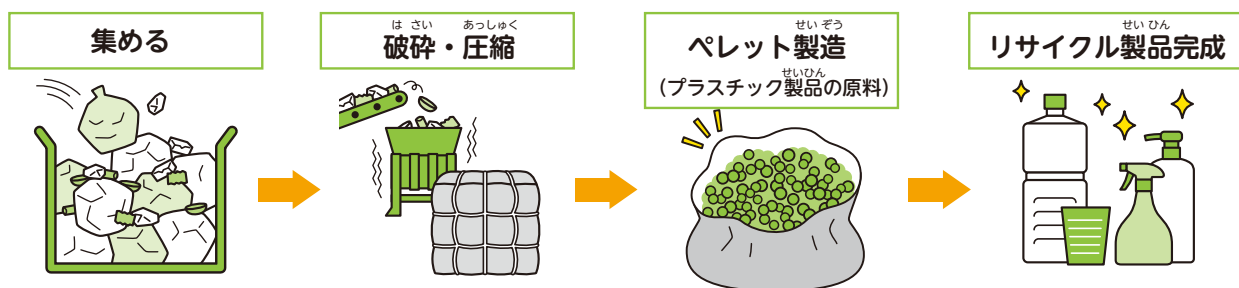 集める
はさい あっしゅく
破砕・圧縮
せいぞう
ペレット製造
せいひん
(プラスチック製品の原料)
せいひん
リサイクル製品完成